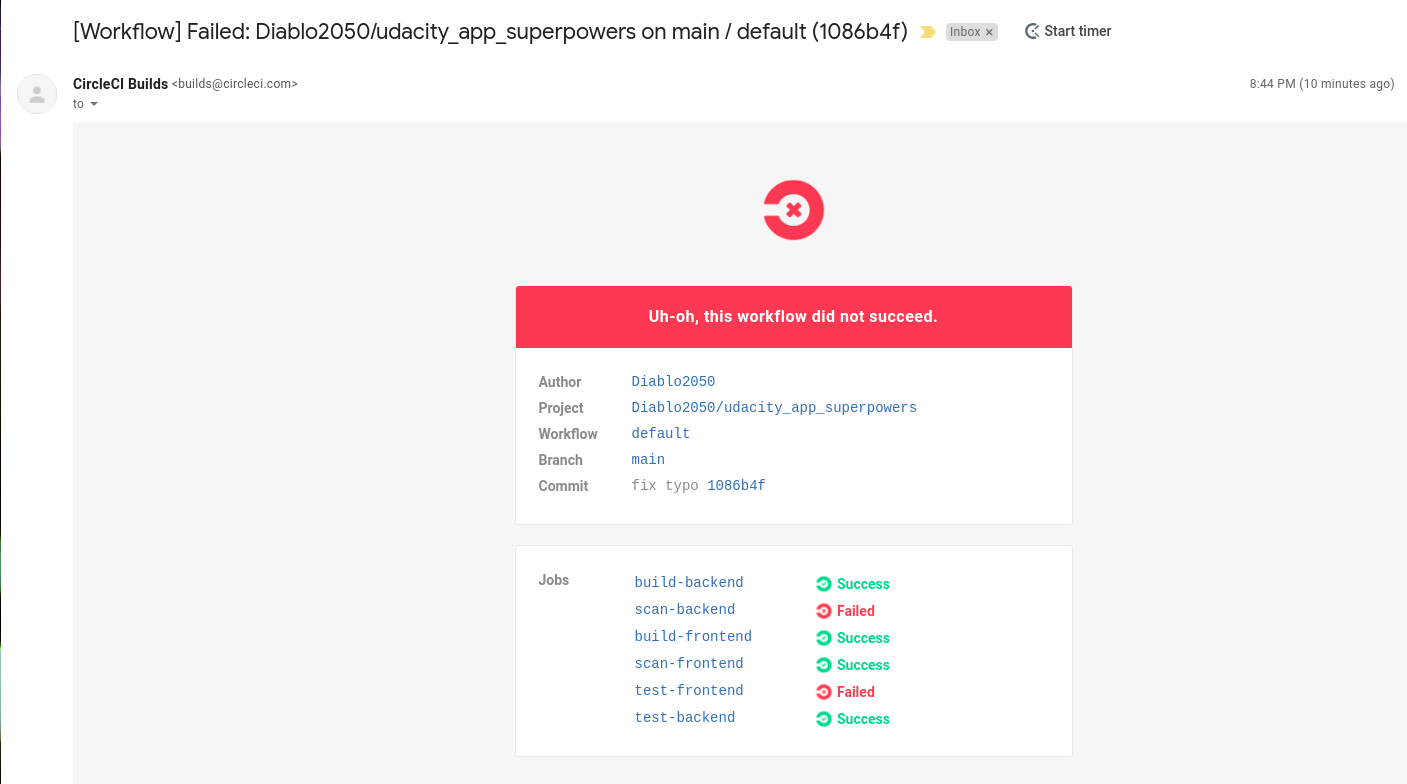 [Workflow] Failed: Diablo2050/udacity_app_superpowers on main / default (1086b4f) Inbox × Start timer
CircleCI Builds <builds@circleci.com> 8:44 PM (10 minutes ago)
to
Uh-oh, this workflow did not succeed.
Author Diablo2050
Project Diablo2050/udacity_app_superpowers
Workflow default
Branch main
Commit fix typo 1086b4f
Jobs build-backend Success
scan-backend Failed
build-frontend Success
scan-frontend Success
test-frontend Failed
test-backend Success